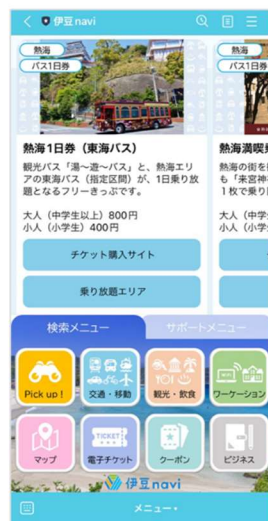 伊豆navi
熱海
バス1日券
熱海1日券（東海バス）
観光バス「湯～遊～バス」と、熱海エリ
アの東海バス（指定区間）が、1日乗り放
題となるフリーきっぷです。
大人（中学生以上）800円
小人（小学生）400円
チケット購入サイト
乗り放題エリア
熱海
バス1日券
熱海満喫
熱海の街を
も「来宮神
1枚で乗り
大人（中学
小人（小学
検索メニュー
サポートメニュー
Pick up！
交通・移動
観光・飲食
ワーケーション
マップ
TICKET
電子チケット
クーポン
ビジネス
伊豆navi
メニュー